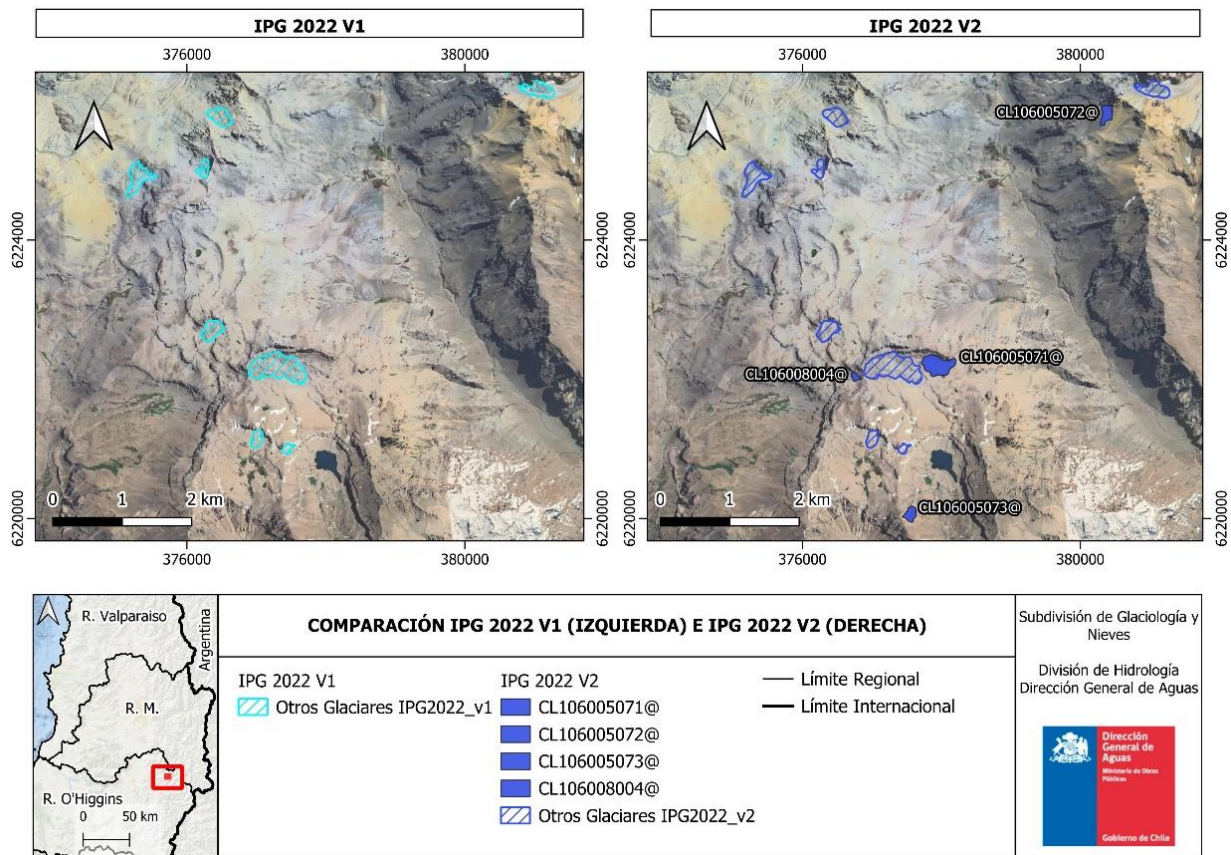 IPG 2022 V1
376000
380000
6224000
6220000
0 1 2 km
376000
380000
IPG 2022 V2
376000
380000
CL106005072@
6224000
6224000
CL106005071@
CL106008004@
CL106005073@
6220000
6220000
0 1 2 km
376000
380000
R. Valparaiso
Argentina
R. M.
R. O'Higgins
0 50 km
COMPARACIÓN IPG 2022 V1 (IZQUIERDA) E IPG 2022 V2 (DERECHA)
IPG 2022 V1
Otros Glaciares IPG2022_v1
IPG 2022 V2
CL106005071@
CL106005072@
CL106005073@
CL106008004@
Otros Glaciares IPG2022_v2
Límite Regional
Límite Internacional
Subdivisión de Glaciología y
Nieves
División de Hidrología
Dirección General de Aguas
Dirección
General de
Aguas
Ministerio de Obras
Públicas
Gobierno de Chile